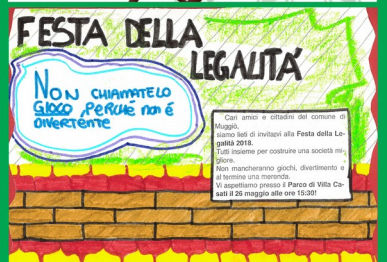 FESTA DELLA
LEGALITÀ
NON CHIAMATELO
GIOCO, PERCHÉ non é
DIVERTENTE
Cari amici e cittadini del comune di
Muggiò,
siamo lieti di invitarvi alla Festa della Le-
galità 2018.
Tutti insieme per costruire una società mi-
gliore.
Non mancheranno giochi, divertimento e
al termine una merenda.
Vi aspettiamo presso il Parco di Villa Ca-
sati il 26 maggio alle ore 15:30!